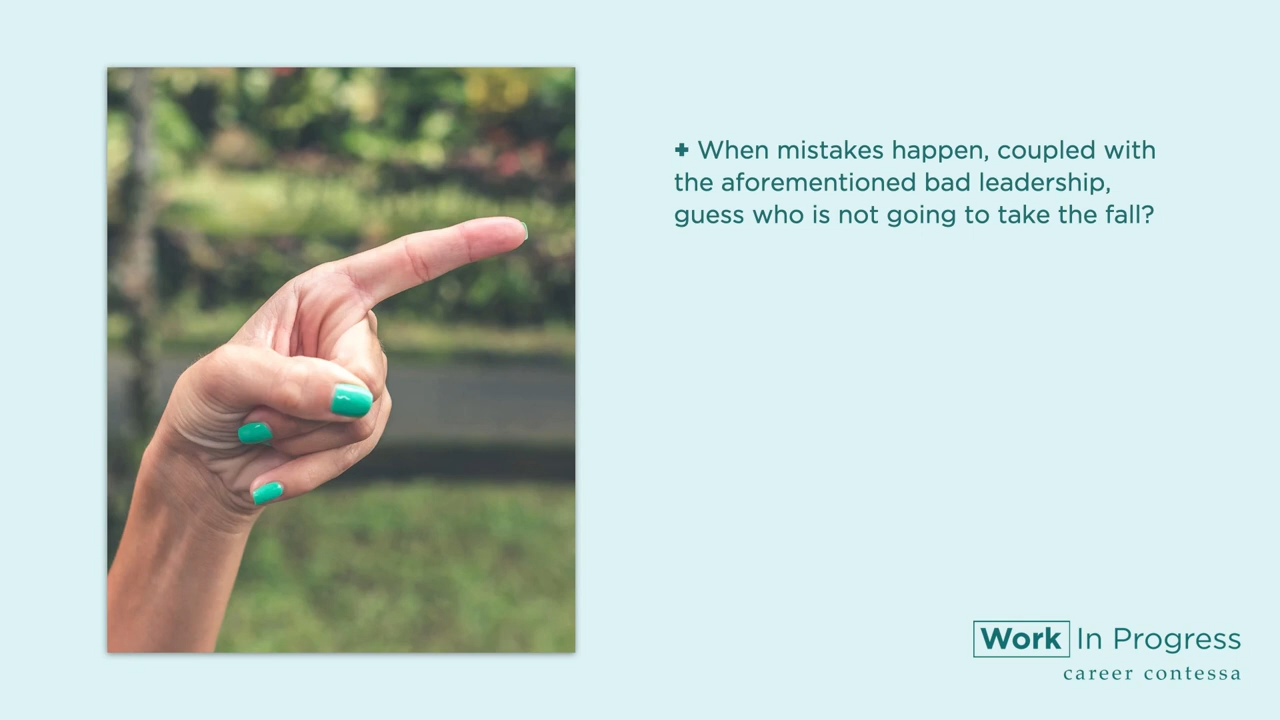 + When mistakes happen, coupled with
the aforementioned bad leadership,
guess who is not going to take the fall?
Work In Progress
career contessa